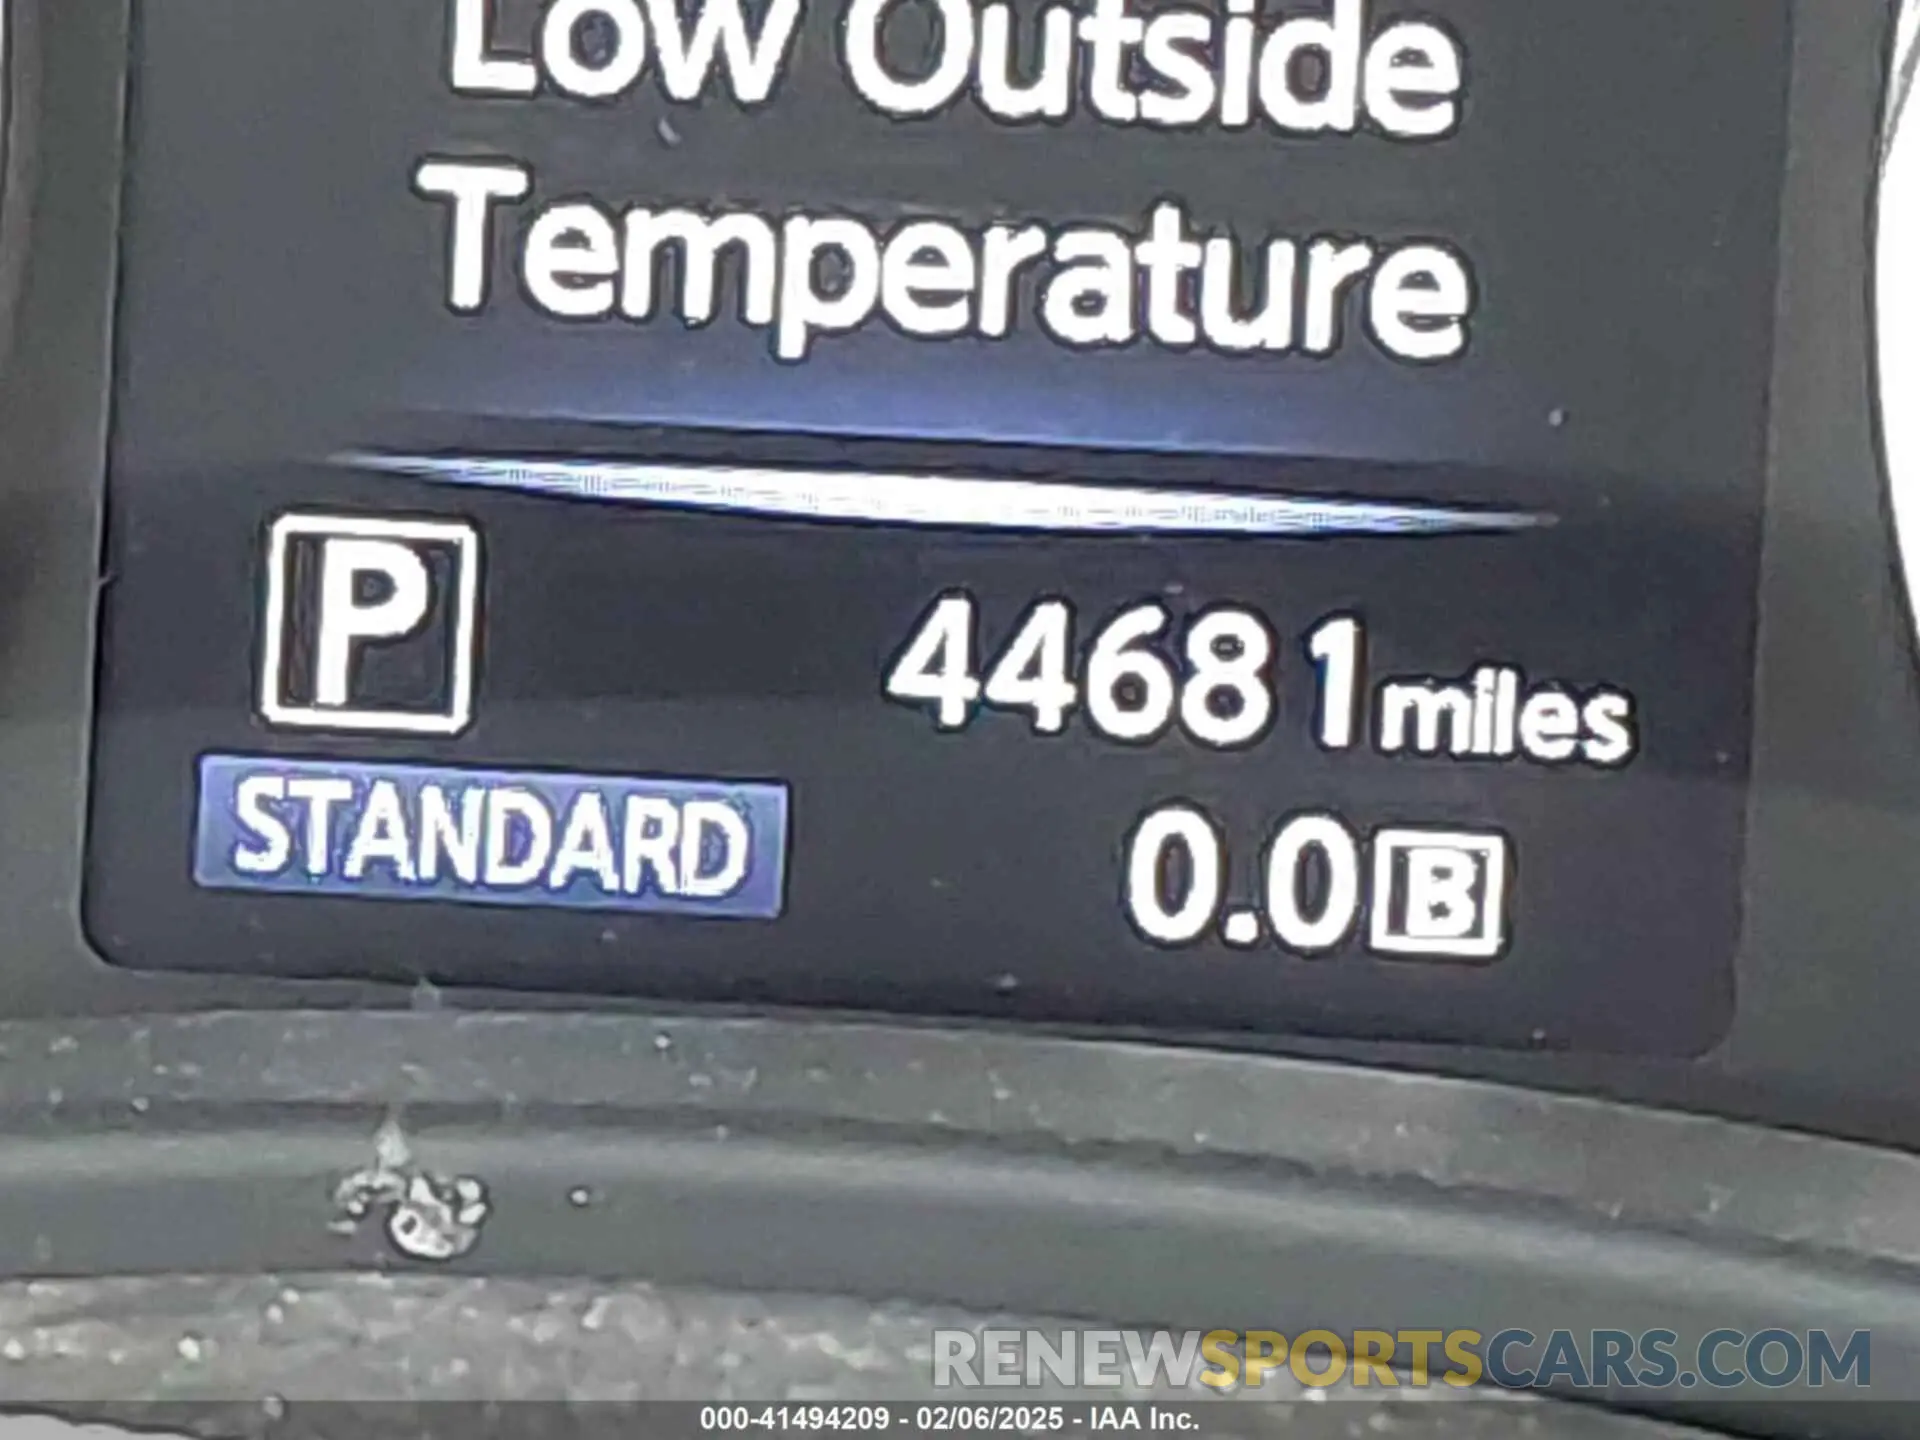 Low Outside
Temperature
P
44681 miles
STANDARD
0.0 B
RENEWSPORTSCARS.COM
000-41494209 - 02/06/2025 - IAA Inc.